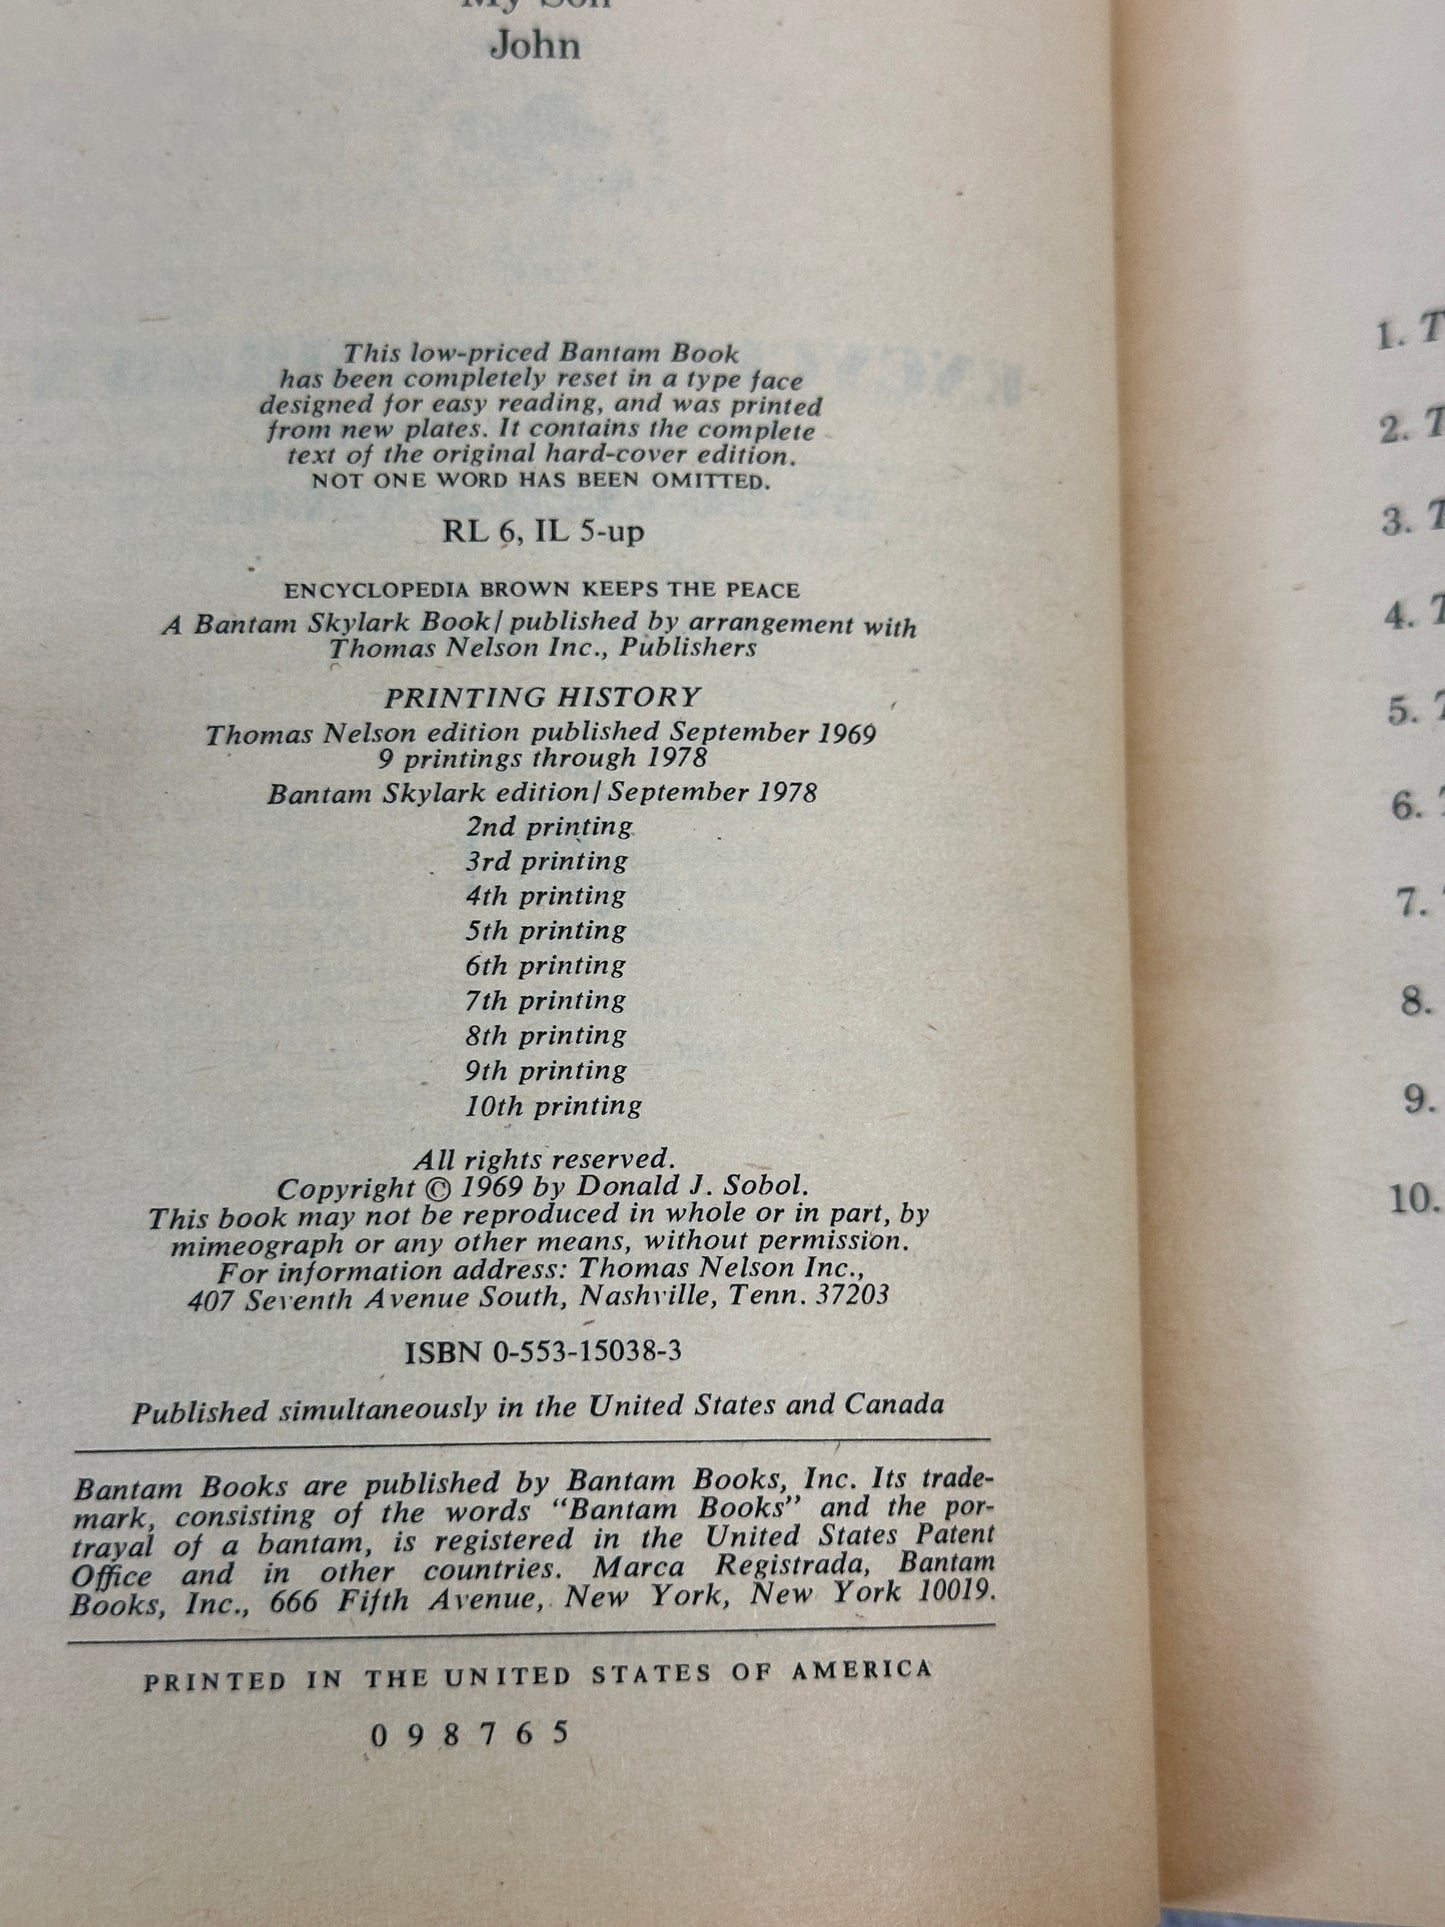 My Son
John
This low-priced Bantam Book
has been completely reset in a type face
designed for easy reading, and was printed
from new plates. It contains the complete
text of the original hard-cover edition.
NOT ONE WORD HAS BEEN OMITTED.
RL 6, IL 5-up
ENCYCLOPEDIA BROWN KEEPS THE PEACE
A Bantam Skylark Book / published by arrangement with
Thomas Nelson Inc., Publishers
PRINTING HISTORY
Thomas Nelson edition published September 1969
9 printings through 1978
Bantam Skylark edition / September 1978
2nd printing
3rd printing
4th printing
5th printing
6th printing
7th printing
8th printing
9th printing
10th printing
All rights reserved.
Copyright © 1969 by Donald J. Sobol.
This book may not be reproduced in whole or in part, by
mimeograph or any other means, without permission.
For information address: Thomas Nelson Inc.,
407 Seventh Avenue South, Nashville, Tenn. 37203
ISBN 0-553-15038-3
Published simultaneously in the United States and Canada
Bantam Books are published by Bantam Books, Inc. Its trade-
mark, consisting of the words "Bantam Books" and the por-
trayal of a bantam, is registered in the United States Patent
Office and in other countries. Marca Registrada, Bantam
Books, Inc., 666 Fifth Avenue, New York, New York 10019.
PRINTED IN THE UNITED STATES OF AMERICA
0 9 8 7 6 5
1. T
2. T
3. T
4. T
5.
6.
7.
8.
9.
10.